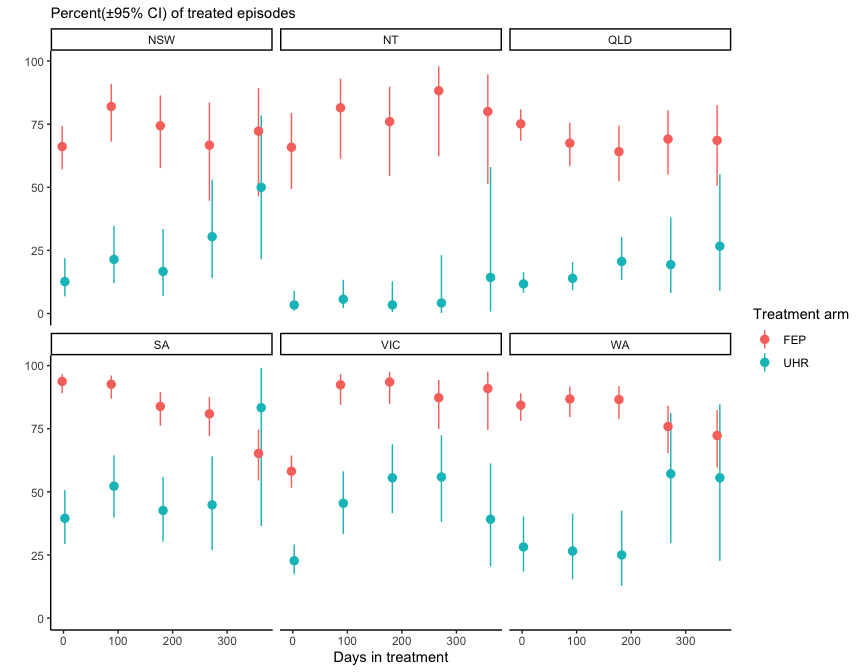 Percent(±95% CI) of treated episodes
NSW NT QLD
100
75
50
25
0
SA VIC WA
100
75
50
25
0
0 100 200 300 0 100 200 300 0 100 200 300
Days in treatment
Treatment arm
FEP
UHR